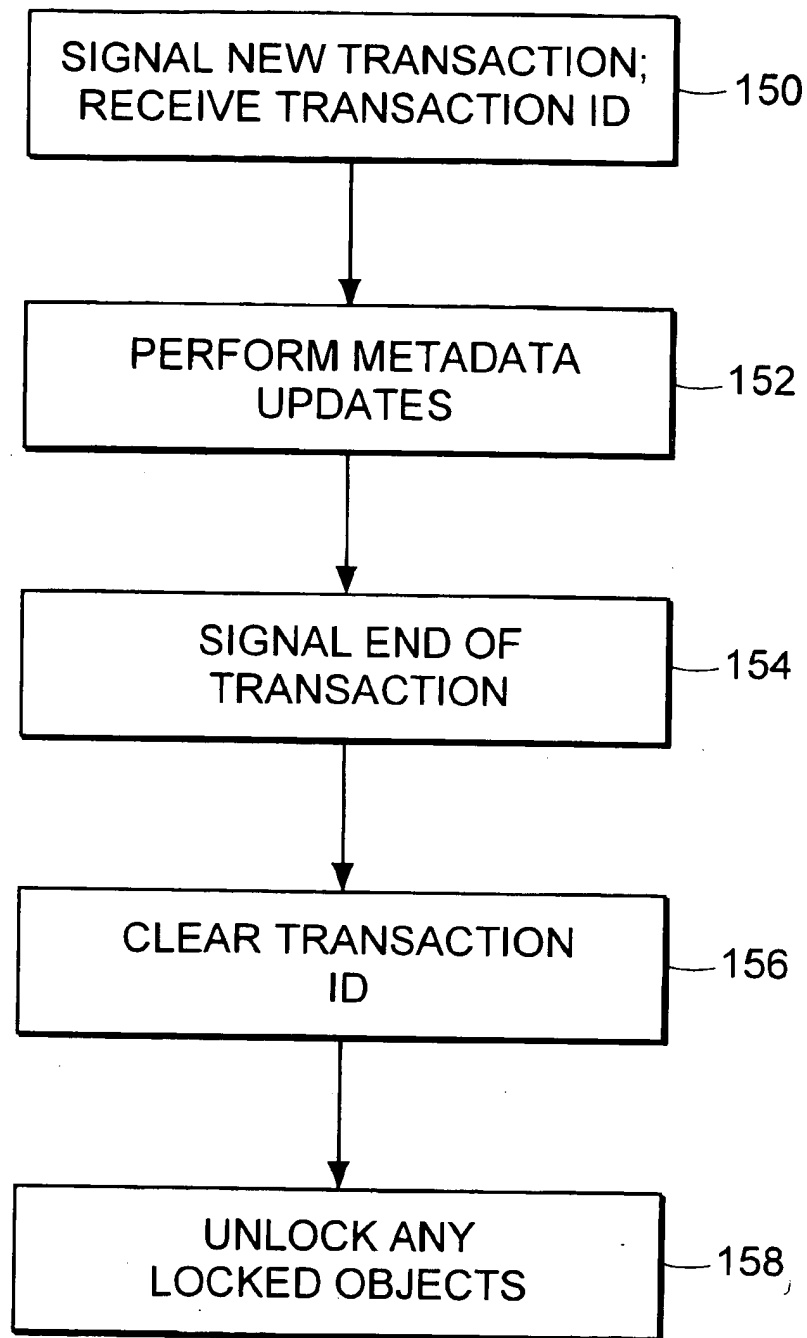 SIGNAL NEW TRANSACTION;
RECEIVE TRANSACTION ID
150
PERFORM METADATA
UPDATES
152
SIGNAL END OF
TRANSACTION
154
CLEAR TRANSACTION
ID
156
UNLOCK ANY
LOCKED OBJECTS
158